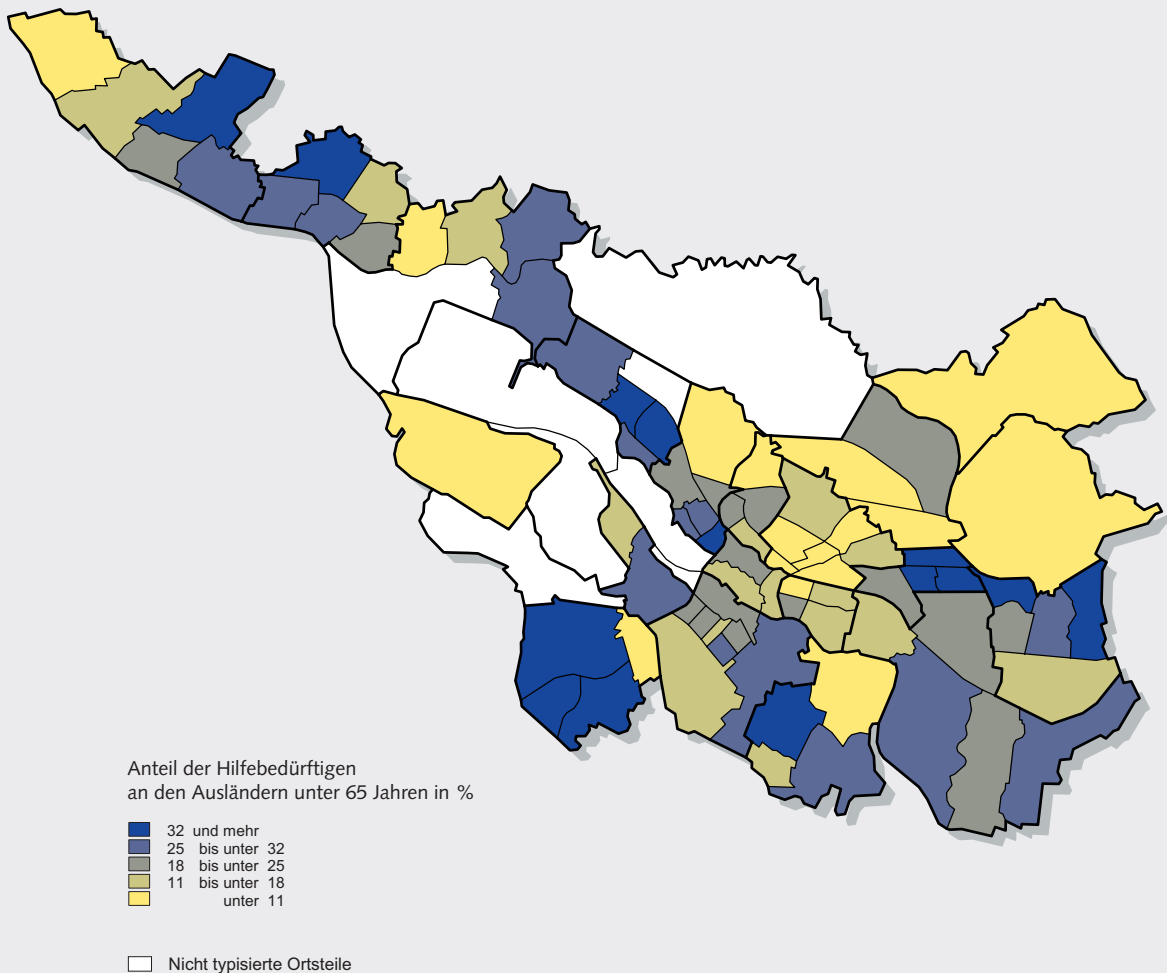 Anteil der Hilfebedürftigen
an den Ausländern unter 65 Jahren in %
32 und mehr
25 bis unter 32
18 bis unter 25
11 bis unter 18
unter 11
Nicht typisierte Ortsteile